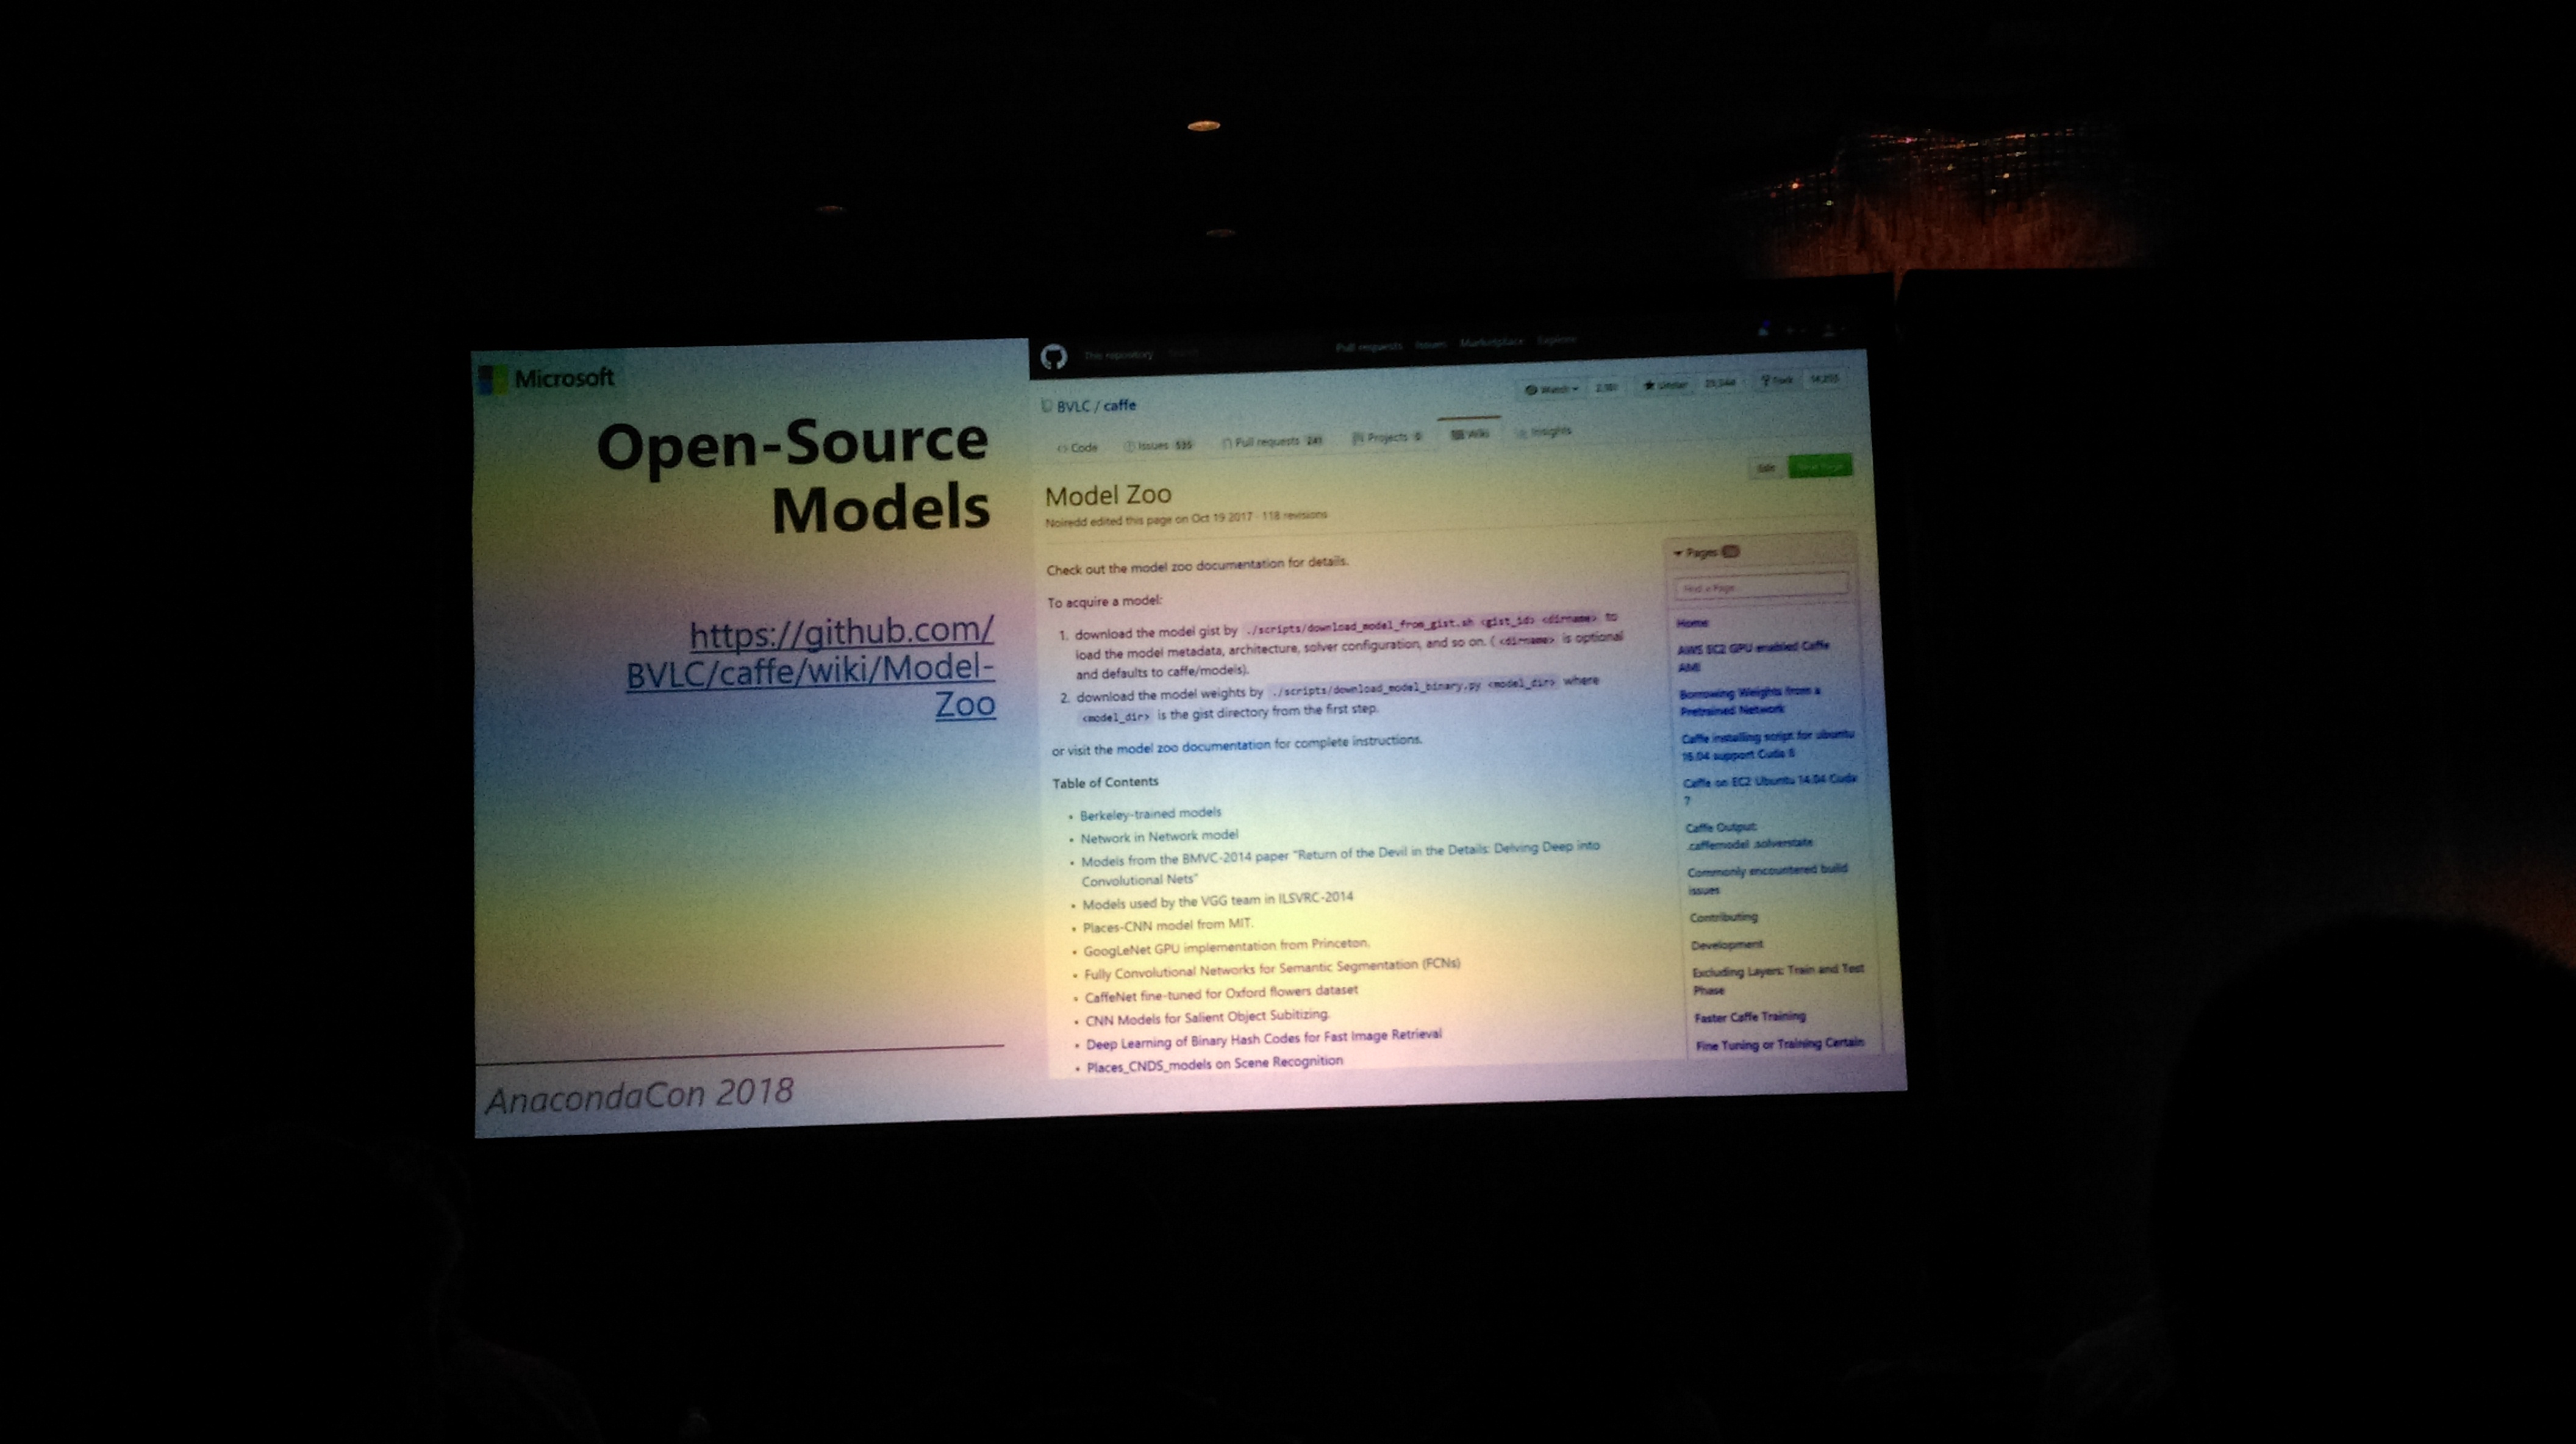 Microsoft
Open-Source
Models
https://github.com/
BVLC/caffe/wiki/Model-
Zoo
AnacondaCon 2018
This repository
Pull requests Issues Marketplace Explore
BVLC / caffe
Watch
Fork
Code Issues 535 Pull requests 241 Projects 0 Wiki Insights
Model Zoo
Edit
Noiredd edited this page on Oct 19 2017 · 118 revisions
Check out the model zoo documentation for details.
To acquire a model:
1. download the model gist by ./scripts/download_model_from_gist.sh <gist_id> <dirname> to
load the model metadata, architecture, solver configuration, and so on. ( <dirname> is optional
and defaults to caffe/models).
2. download the model weights by ./scripts/download_model_binary.py <model_dir> where
<model_dir> is the gist directory from the first step.
or visit the model zoo documentation for complete instructions.
Table of Contents
• Berkeley-trained models
• Network in Network model
• Models from the BMVC-2014 paper "Return of the Devil in the Details: Delving Deep into
Convolutional Nets"
• Models used by the VGG team in ILSVRC-2014
• Places-CNN model from MIT.
• GoogLeNet GPU implementation from Princeton.
• Fully Convolutional Networks for Semantic Segmentation (FCNs)
• CaffeNet fine-tuned for Oxford flowers dataset
• CNN Models for Salient Object Subitizing.
• Deep Learning of Binary Hash Codes for Fast Image Retrieval
• Places_CNDS_models on Scene Recognition
Pages
Find a Page
Home
AWS EC2 GPU enabled Caffe
AMI
Borrowing Weights from a
Pretrained Network
Caffe installing script for ubuntu
16.04 support Cuda 8
Caffe on EC2 Ubuntu 14.04 Cuda
7
Caffe Output:
.caffemodel .solverstate
Commonly encountered build
issues
Contributing
Development
Excluding Layers: Train and Test
Phase
Faster Caffe Training
Fine Tuning or Training Certain